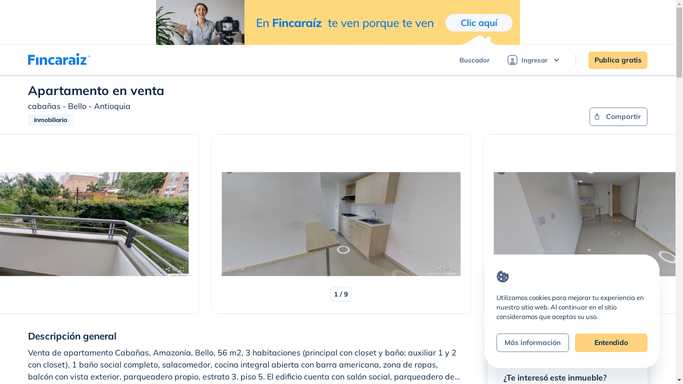 En Fincaraíz te ven porque te ven
Clic aquí
Fincaraíz
Buscador
Ingresar
Publica gratis
Apartamento en venta
cabañas - Bello - Antioquia
Inmobiliaria
Compartir
1 / 9
Utilizamos cookies para mejorar tu experiencia en
nuestro sitio web. Al continuar en el sitio
consideramos que aceptas su uso.
Más información
Entendido
Descripción general
Venta de apartamento Cabañas, Amazonía, Bello, 56 m2, 3 habitaciones (principal con closet y baño; auxiliar 1 y 2
con closet), 1 baño social completo, salacomedor, cocina integral abierta con barra americana, zona de ropas,
balcón con vista exterior, parqueadero propio, estrato 3, piso 5. El edificio cuenta con salón social, parqueadero de...
¿Te interesó este inmueble?